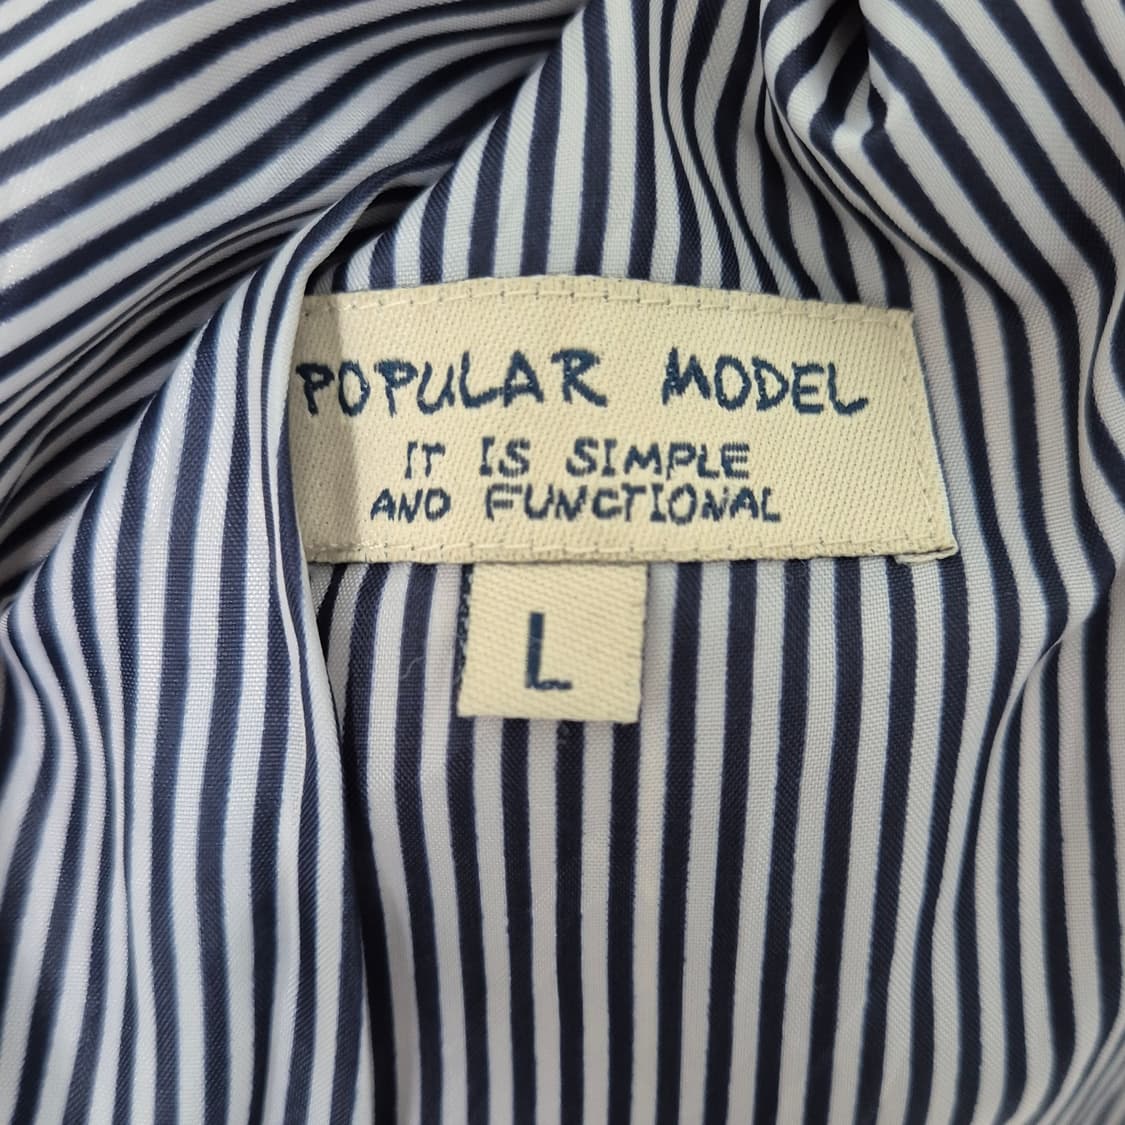 POPULAR MODEL
IT IS SIMPLE
AND FUNCTIONAL
L